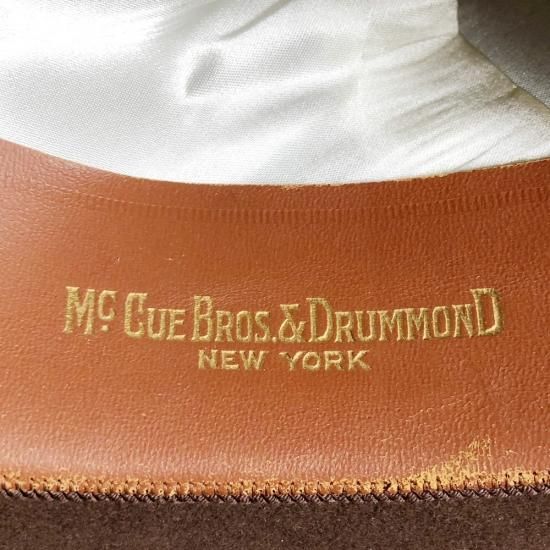 Mc Cue Bros. & Drummond
NEW YORK